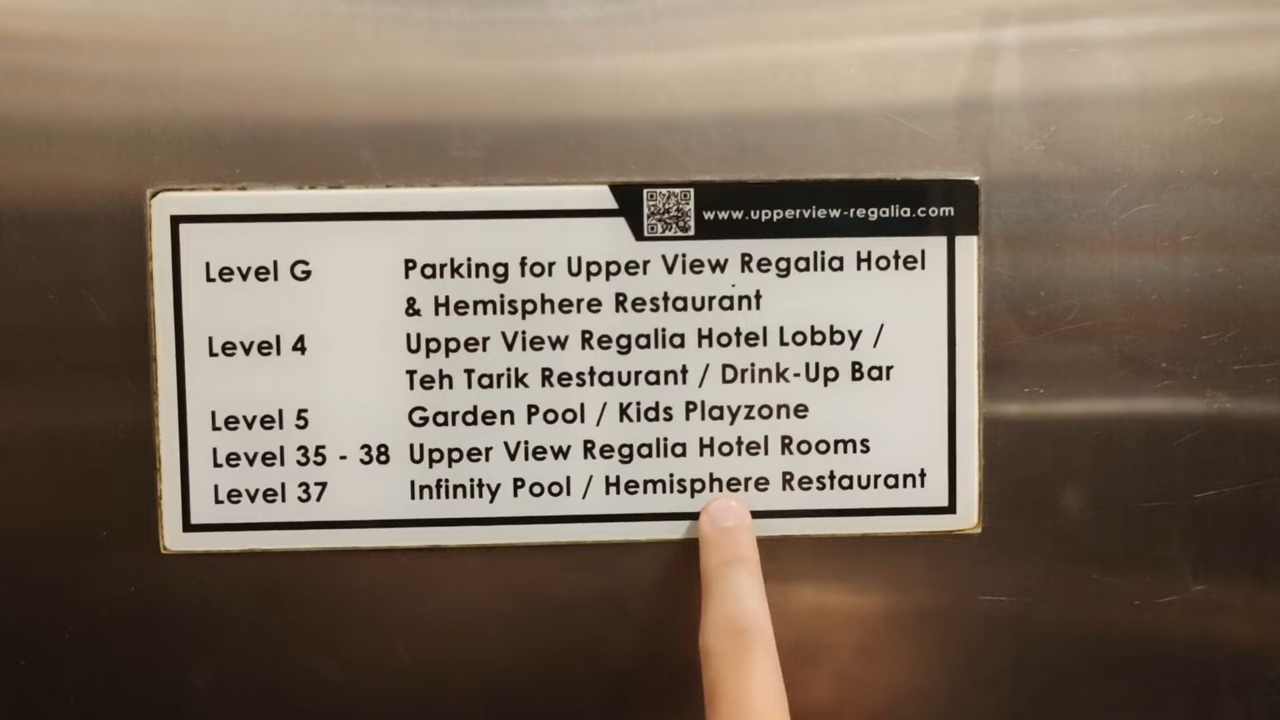 www.upperview-regalia.com
Level G Parking for Upper View Regalia Hotel
& Hemisphere Restaurant
Level 4 Upper View Regalia Hotel Lobby /
Teh Tarik Restaurant / Drink-Up Bar
Level 5 Garden Pool / Kids Playzone
Level 35 - 38 Upper View Regalia Hotel Rooms
Level 37 Infinity Pool / Hemisphere Restaurant